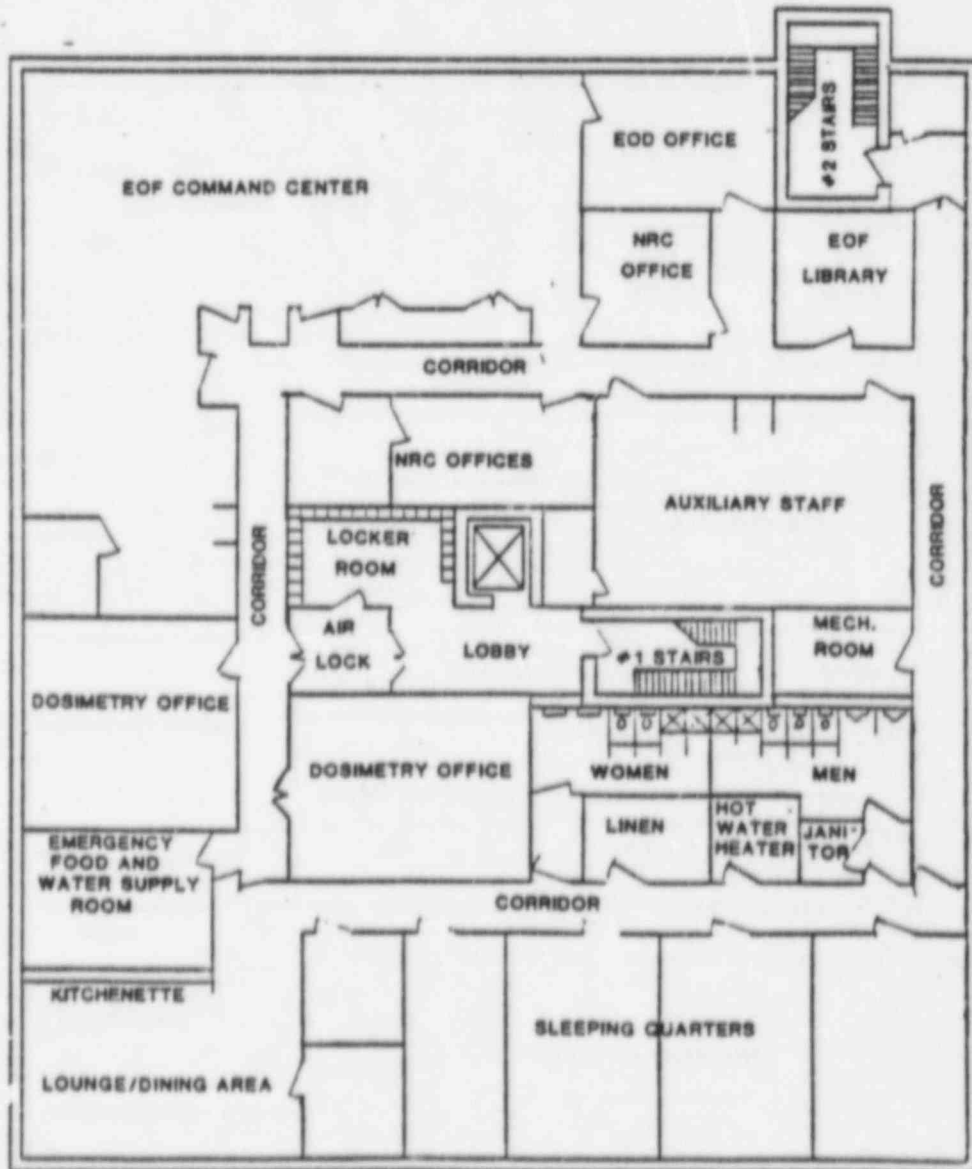 #2 STAIRS
EOD OFFICE
EOF COMMAND CENTER
NRC
OFFICE
EOF
LIBRARY
CORRIDOR
NRC OFFICES
AUXILIARY STAFF
CORRIDOR
CORRIDOR
LOCKER
ROOM
AIR
LOCK
LOBBY
#1 STAIRS
MECH.
ROOM
DOSIMETRY OFFICE
DOSIMETRY OFFICE
WOMEN
MEN
LINEN
HOT
WATER
HEATER
JANI-
TOR
EMERGENCY
FOOD AND
WATER SUPPLY
ROOM
CORRIDOR
KITCHENETTE
SLEEPING QUARTERS
LOUNGE/DINING AREA